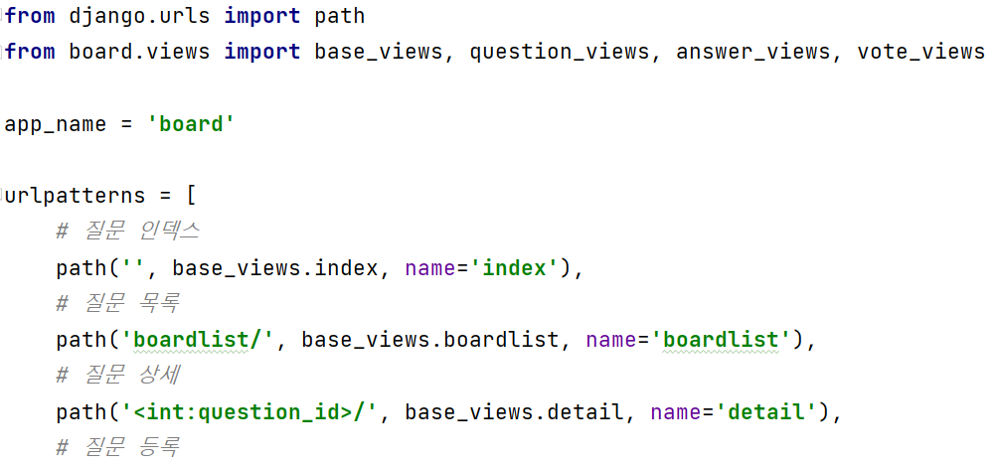 from django.urls import path
from board.views import base_views, question_views, answer_views, vote_views
app_name = 'board'
urlpatterns = [
# 질문 인덱스
path('', base_views.index, name='index'),
# 질문 목록
path('boardlist/', base_views.boardlist, name='boardlist'),
# 질문 상세
path('<int:question_id>/', base_views.detail, name='detail'),
# 질문 등록